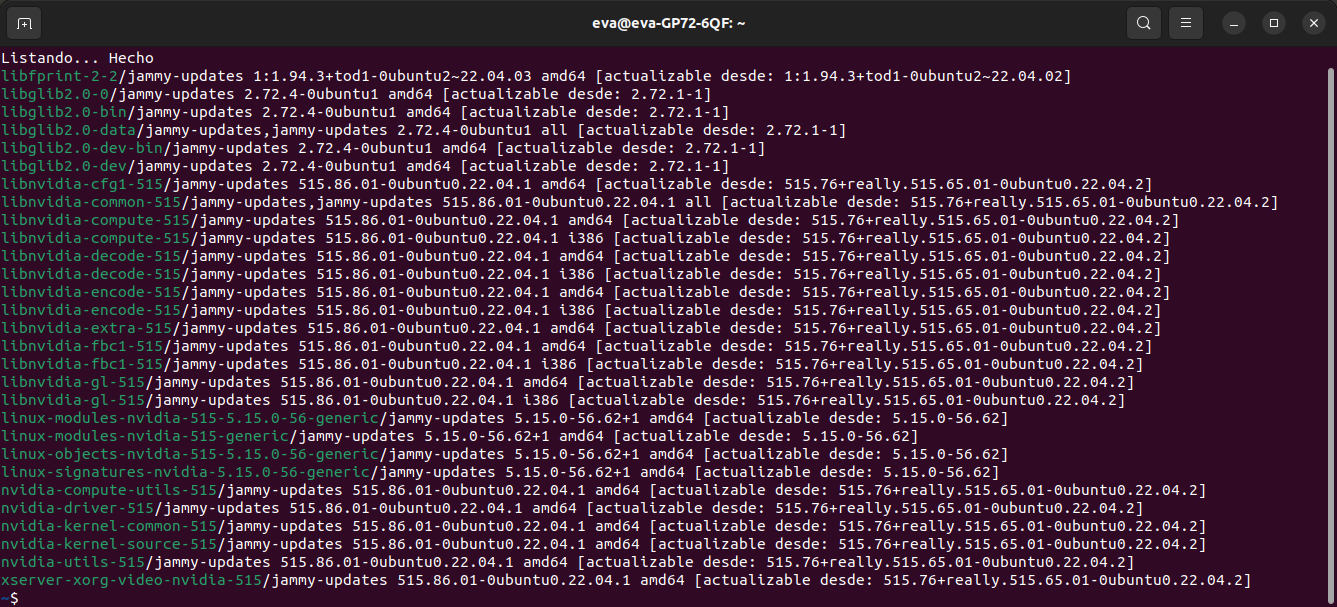 eva@eva-GP72-6QF: ~
Listando... Hecho
libfprint-2-2/jammy-updates 1:1.94.3+tod1-0ubuntu2~22.04.03 amd64 [actualizable desde: 1:1.94.3+tod1-0ubuntu2~22.04.02]
libglib2.0-0/jammy-updates 2.72.4-0ubuntu1 amd64 [actualizable desde: 2.72.1-1]
libglib2.0-bin/jammy-updates 2.72.4-0ubuntu1 amd64 [actualizable desde: 2.72.1-1]
libglib2.0-data/jammy-updates,jammy-updates 2.72.4-0ubuntu1 all [actualizable desde: 2.72.1-1]
libglib2.0-dev-bin/jammy-updates 2.72.4-0ubuntu1 amd64 [actualizable desde: 2.72.1-1]
libglib2.0-dev/jammy-updates 2.72.4-0ubuntu1 amd64 [actualizable desde: 2.72.1-1]
libnvidia-cfg1-515/jammy-updates 515.86.01-0ubuntu0.22.04.1 amd64 [actualizable desde: 515.76+really.515.65.01-0ubuntu0.22.04.2]
libnvidia-common-515/jammy-updates,jammy-updates 515.86.01-0ubuntu0.22.04.1 all [actualizable desde: 515.76+really.515.65.01-0ubuntu0.22.04.2]
libnvidia-compute-515/jammy-updates 515.86.01-0ubuntu0.22.04.1 amd64 [actualizable desde: 515.76+really.515.65.01-0ubuntu0.22.04.2]
libnvidia-compute-515/jammy-updates 515.86.01-0ubuntu0.22.04.1 i386 [actualizable desde: 515.76+really.515.65.01-0ubuntu0.22.04.2]
libnvidia-decode-515/jammy-updates 515.86.01-0ubuntu0.22.04.1 amd64 [actualizable desde: 515.76+really.515.65.01-0ubuntu0.22.04.2]
libnvidia-decode-515/jammy-updates 515.86.01-0ubuntu0.22.04.1 i386 [actualizable desde: 515.76+really.515.65.01-0ubuntu0.22.04.2]
libnvidia-encode-515/jammy-updates 515.86.01-0ubuntu0.22.04.1 amd64 [actualizable desde: 515.76+really.515.65.01-0ubuntu0.22.04.2]
libnvidia-encode-515/jammy-updates 515.86.01-0ubuntu0.22.04.1 i386 [actualizable desde: 515.76+really.515.65.01-0ubuntu0.22.04.2]
libnvidia-extra-515/jammy-updates 515.86.01-0ubuntu0.22.04.1 amd64 [actualizable desde: 515.76+really.515.65.01-0ubuntu0.22.04.2]
libnvidia-fbc1-515/jammy-updates 515.86.01-0ubuntu0.22.04.1 amd64 [actualizable desde: 515.76+really.515.65.01-0ubuntu0.22.04.2]
libnvidia-fbc1-515/jammy-updates 515.86.01-0ubuntu0.22.04.1 i386 [actualizable desde: 515.76+really.515.65.01-0ubuntu0.22.04.2]
libnvidia-gl-515/jammy-updates 515.86.01-0ubuntu0.22.04.1 amd64 [actualizable desde: 515.76+really.515.65.01-0ubuntu0.22.04.2]
libnvidia-gl-515/jammy-updates 515.86.01-0ubuntu0.22.04.1 i386 [actualizable desde: 515.76+really.515.65.01-0ubuntu0.22.04.2]
linux-modules-nvidia-515-5.15.0-56-generic/jammy-updates 5.15.0-56.62+1 amd64 [actualizable desde: 5.15.0-56.62]
linux-modules-nvidia-515-generic/jammy-updates 5.15.0-56.62+1 amd64 [actualizable desde: 5.15.0-56.62]
linux-objects-nvidia-515-5.15.0-56-generic/jammy-updates 5.15.0-56.62+1 amd64 [actualizable desde: 5.15.0-56.62]
linux-signatures-nvidia-5.15.0-56-generic/jammy-updates 5.15.0-56.62+1 amd64 [actualizable desde: 5.15.0-56.62]
nvidia-compute-utils-515/jammy-updates 515.86.01-0ubuntu0.22.04.1 amd64 [actualizable desde: 515.76+really.515.65.01-0ubuntu0.22.04.2]
nvidia-driver-515/jammy-updates 515.86.01-0ubuntu0.22.04.1 amd64 [actualizable desde: 515.76+really.515.65.01-0ubuntu0.22.04.2]
nvidia-kernel-common-515/jammy-updates 515.86.01-0ubuntu0.22.04.1 amd64 [actualizable desde: 515.76+really.515.65.01-0ubuntu0.22.04.2]
nvidia-kernel-source-515/jammy-updates 515.86.01-0ubuntu0.22.04.1 amd64 [actualizable desde: 515.76+really.515.65.01-0ubuntu0.22.04.2]
nvidia-utils-515/jammy-updates 515.86.01-0ubuntu0.22.04.1 amd64 [actualizable desde: 515.76+really.515.65.01-0ubuntu0.22.04.2]
xserver-xorg-video-nvidia-515/jammy-updates 515.86.01-0ubuntu0.22.04.1 amd64 [actualizable desde: 515.76+really.515.65.01-0ubuntu0.22.04.2]
~$